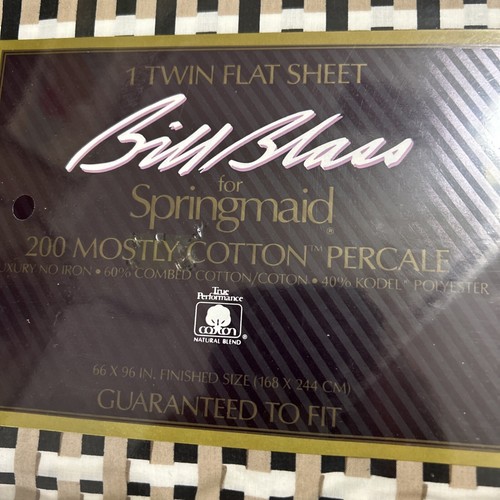 1 TWIN FLAT SHEET
Bill Blass
for
Springmaid®
200 MOSTLY COTTON™ PERCALE
LUXURY NO IRON • 60% COMBED COTTON/COTON • 40% KODEL® POLYESTER
True
Performance
cotton
NATURAL BLEND
66 X 96 IN. FINISHED SIZE (168 X 244 CM)
GUARANTEED TO FIT